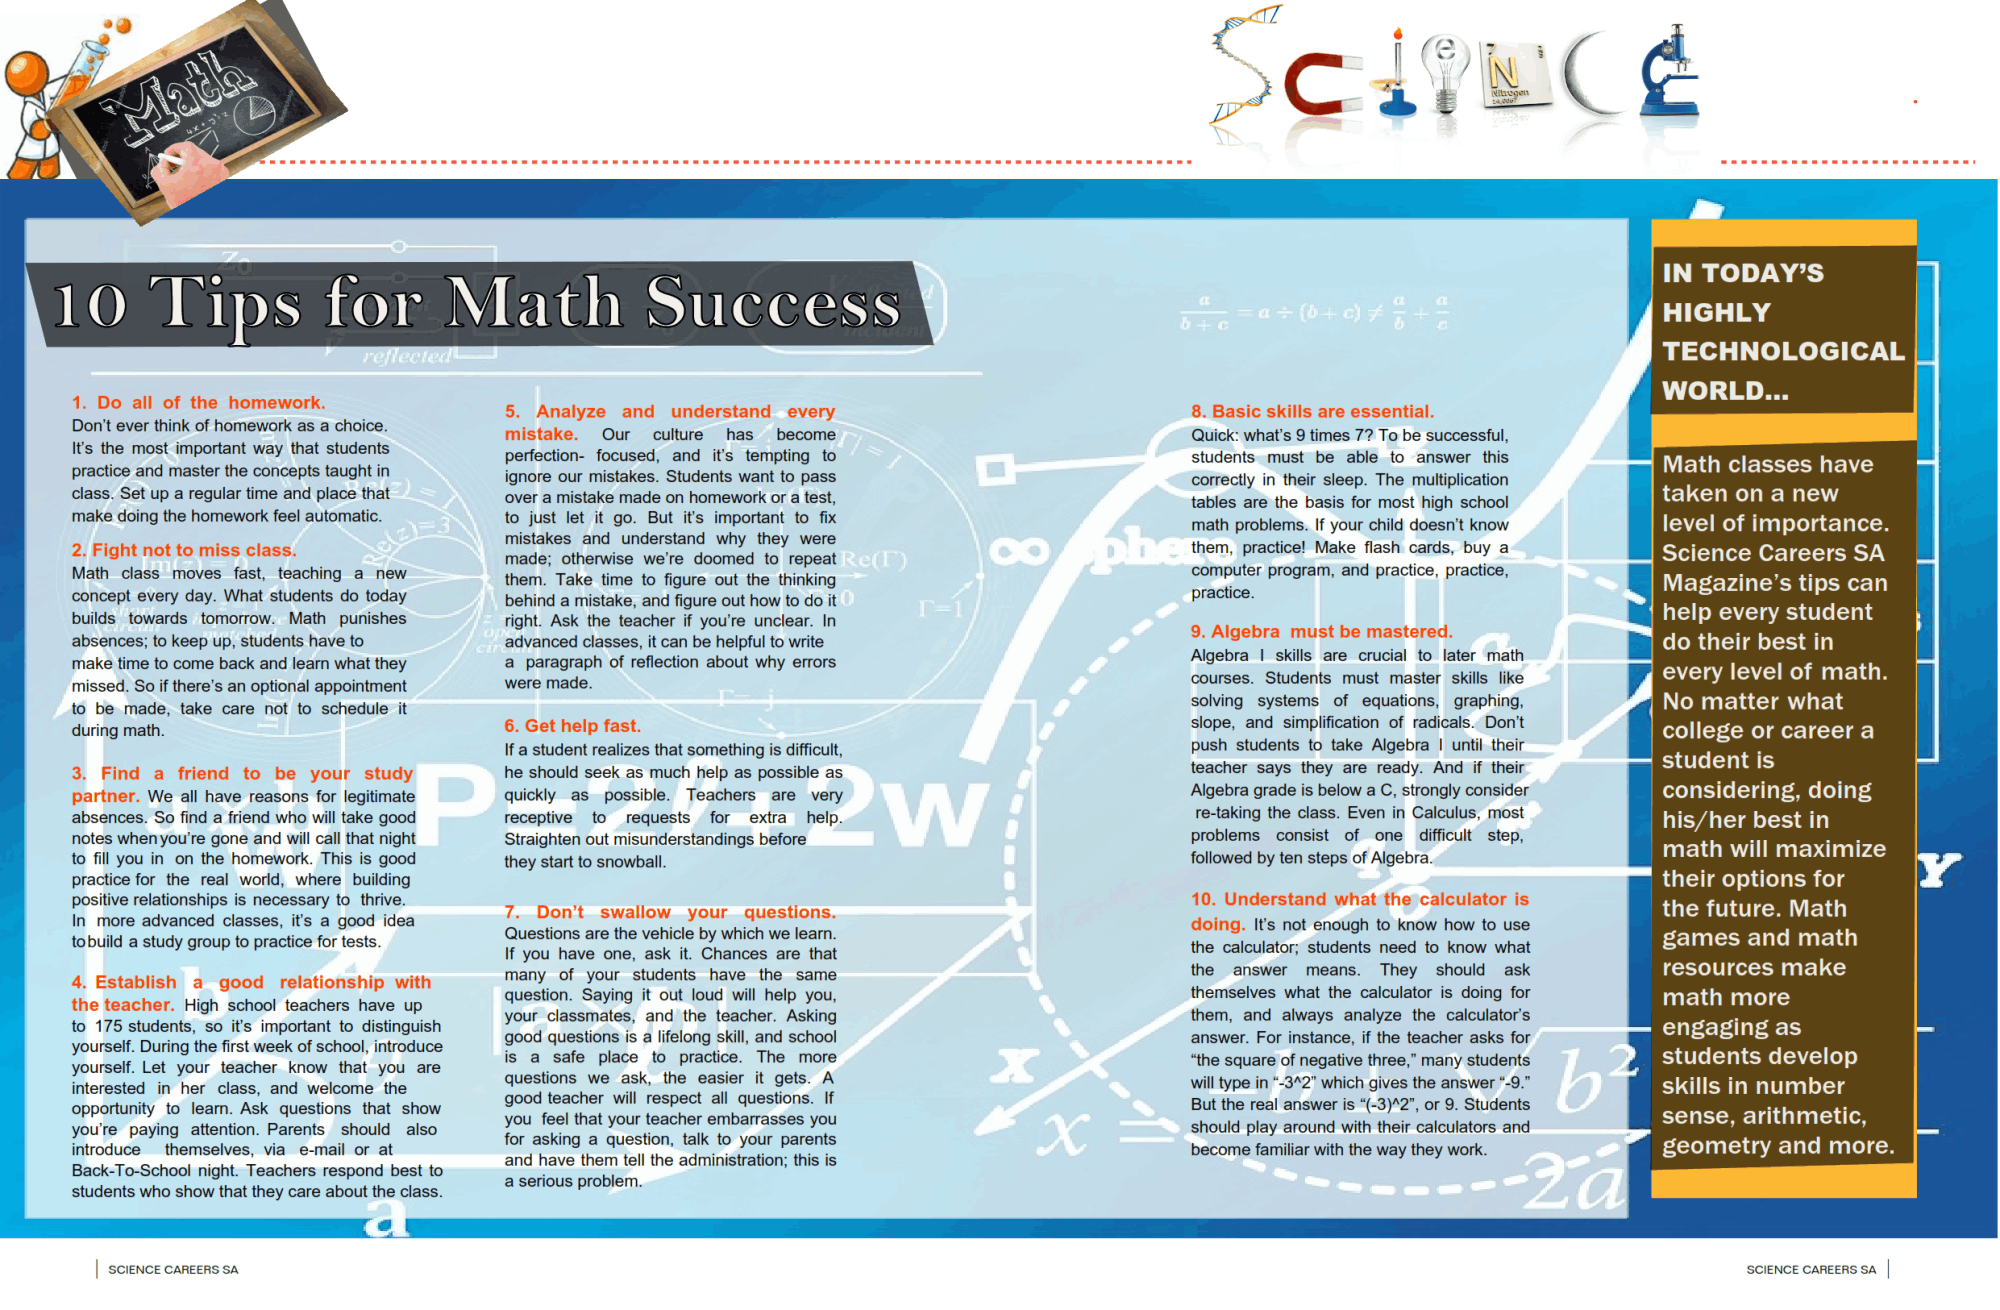 Math
4x+3=2
Science
N
Nitrogen
10 Tips for Math Success
Z0
reflected
a/(b + c) = a ÷ (b + c) ≠ a/b + a/c
1. Do all of the homework.
Don't ever think of homework as a choice.
It's the most important way that students
practice and master the concepts taught in
class. Set up a regular time and place that
make doing the homework feel automatic.
2. Fight not to miss class.
Math class moves fast, teaching a new
concept every day. What students do today
builds towards tomorrow. Math punishes
absences; to keep up, students have to
make time to come back and learn what they
missed. So if there's an optional appointment
to be made, take care not to schedule it
during math.
3. Find a friend to be your study
partner. We all have reasons for legitimate
absences. So find a friend who will take good
notes when you're gone and will call that night
to fill you in on the homework. This is good
practice for the real world, where building
positive relationships is necessary to thrive.
In more advanced classes, it's a good idea
to build a study group to practice for tests.
4. Establish a good relationship with
the teacher. High school teachers have up
to 175 students, so it's important to distinguish
yourself. During the first week of school, introduce
yourself. Let your teacher know that you are
interested in her class, and welcome the
opportunity to learn. Ask questions that show
you're paying attention. Parents should also
introduce themselves, via e-mail or at
Back-To-School night. Teachers respond best to
students who show that they care about the class.
5. Analyze and understand every
mistake. Our culture has become
perfection- focused, and it's tempting to
ignore our mistakes. Students want to pass
over a mistake made on homework or a test,
to just let it go. But it's important to fix
mistakes and understand why they were
made; otherwise we're doomed to repeat
them. Take time to figure out the thinking
behind a mistake, and figure out how to do it
right. Ask the teacher if you're unclear. In
advanced classes, it can be helpful to write
a paragraph of reflection about why errors
were made.
6. Get help fast.
If a student realizes that something is difficult,
he should seek as much help as possible as
quickly as possible. Teachers are very
receptive to requests for extra help.
Straighten out misunderstandings before
they start to snowball.
7. Don't swallow your questions.
Questions are the vehicle by which we learn.
If you have one, ask it. Chances are that
many of your students have the same
question. Saying it out loud will help you,
your classmates, and the teacher. Asking
good questions is a lifelong skill, and school
is a safe place to practice. The more
questions we ask, the easier it gets. A
good teacher will respect all questions. If
you feel that your teacher embarrasses you
for asking a question, talk to your parents
and have them tell the administration; this is
a serious problem.
8. Basic skills are essential.
Quick: what's 9 times 7? To be successful,
students must be able to answer this
correctly in their sleep. The multiplication
tables are the basis for most high school
math problems. If your child doesn't know
them, practice! Make flash cards, buy a
computer program, and practice, practice,
practice.
9. Algebra must be mastered.
Algebra I skills are crucial to later math
courses. Students must master skills like
solving systems of equations, graphing,
slope, and simplification of radicals. Don't
push students to take Algebra I until their
teacher says they are ready. And if their
Algebra grade is below a C, strongly consider
re-taking the class. Even in Calculus, most
problems consist of one difficult step,
followed by ten steps of Algebra.
10. Understand what the calculator is
doing. It's not enough to know how to use
the calculator; students need to know what
the answer means. They should ask
themselves what the calculator is doing for
them, and always analyze the calculator's
answer. For instance, if the teacher asks for
“the square of negative three,” many students
will type in “-3^2” which gives the answer “-9.”
But the real answer is “(-3)^2”, or 9. Students
should play around with their calculators and
become familiar with the way they work.
IN TODAY'S
HIGHLY
TECHNOLOGICAL
WORLD...
Math classes have
taken on a new
level of importance.
Science Careers SA
Magazine's tips can
help every student
do their best in
every level of math.
No matter what
college or career a
student is
considering, doing
his/her best in
math will maximize
their options for
the future. Math
games and math
resources make
math more
engaging as
students develop
skills in number
sense, arithmetic,
geometry and more.
P=2ℓ+2w
SCIENCE CAREERS SA
SCIENCE CAREERS SA